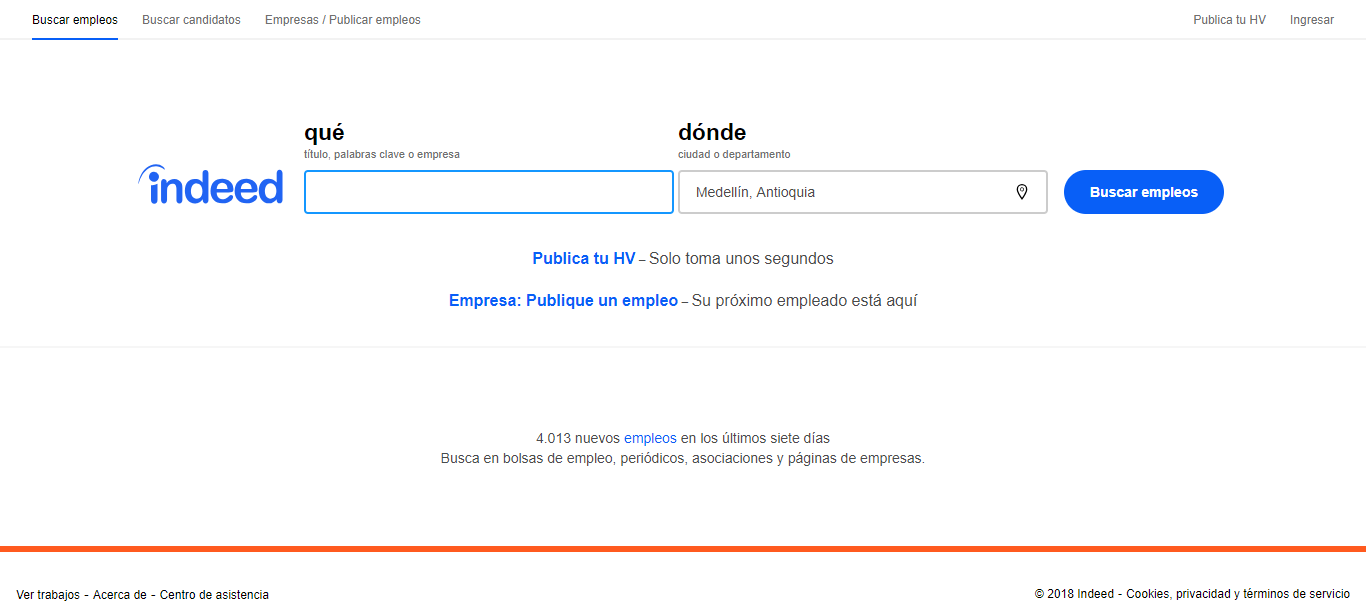 Buscar empleos Buscar candidatos Empresas / Publicar empleos Publica tu HV Ingresar
qué dónde
título, palabras clave o empresa ciudad o departamento
indeed Medellín, Antioquia Buscar empleos
Publica tu HV – Solo toma unos segundos
Empresa: Publique un empleo – Su próximo empleado está aquí
4.013 nuevos empleos en los últimos siete días
Busca en bolsas de empleo, periódicos, asociaciones y páginas de empresas.
Ver trabajos - Acerca de - Centro de asistencia © 2018 Indeed - Cookies, privacidad y términos de servicio